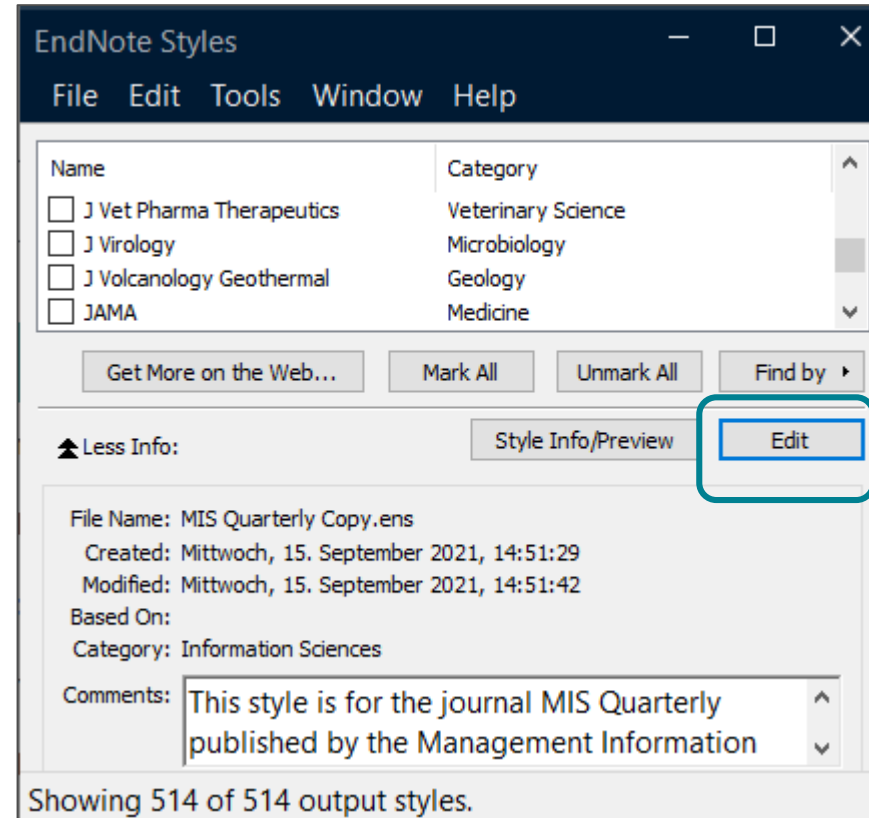 EndNote Styles
File Edit Tools Window Help
Name Category
J Vet Pharma Therapeutics Veterinary Science
J Virology Microbiology
J Volcanology Geothermal Geology
JAMA Medicine
Get More on the Web... Mark All Unmark All Find by
Less Info: Style Info/Preview Edit
File Name: MIS Quarterly Copy.ens
Created: Mittwoch, 15. September 2021, 14:51:29
Modified: Mittwoch, 15. September 2021, 14:51:42
Based On:
Category: Information Sciences
Comments: This style is for the journal MIS Quarterly
published by the Management Information
Showing 514 of 514 output styles.